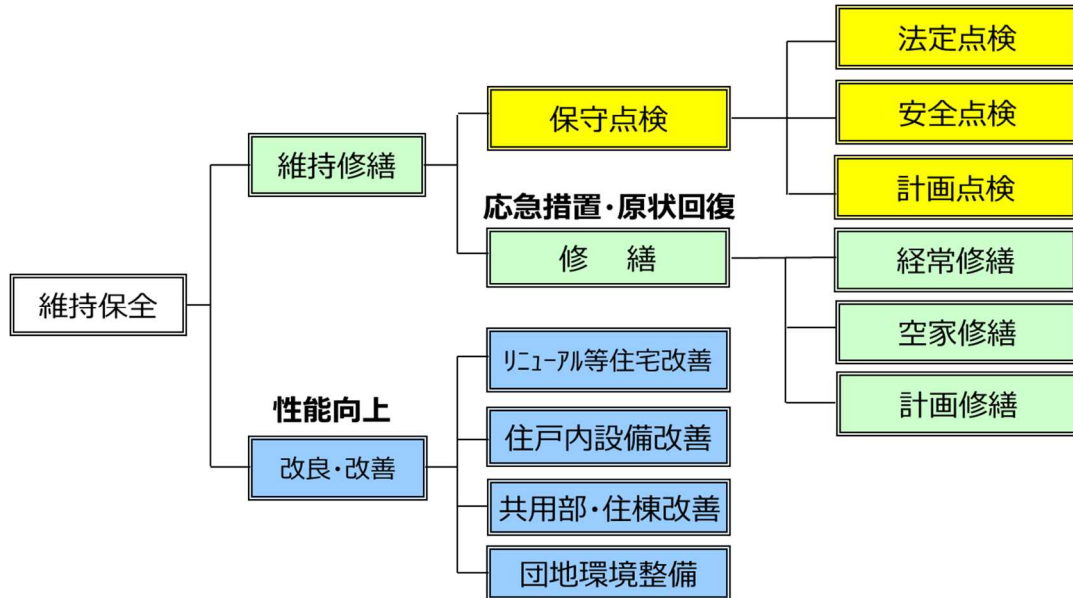 法定点検
保守点検
安全点検
維持修繕
計画点検
応急措置・原状回復
修　繕
経常修繕
維持保全
空家修繕
ﾘﾆｭｰｱﾙ等住宅改善
計画修繕
性能向上
住戸内設備改善
改良・改善
共用部・住棟改善
団地環境整備